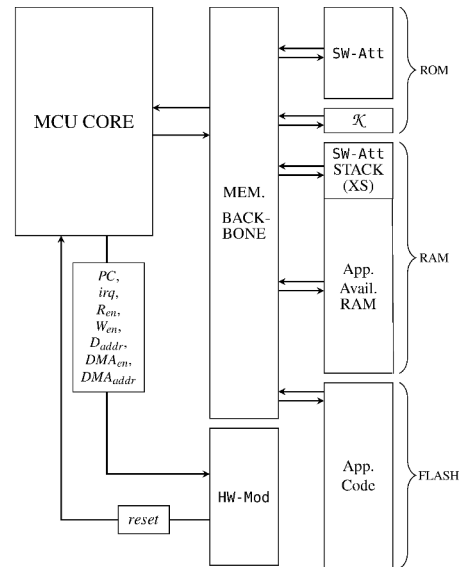 MCU CORE
MEM.
BACK-
BONE
SW-Att
𝒦
ROM
SW-Att
STACK
(XS)
App.
Avail.
RAM
RAM
PC,
irq,
R_en,
W_en,
D_addr,
DMA_en,
DMA_addr
HW-Mod
reset
App.
Code
FLASH